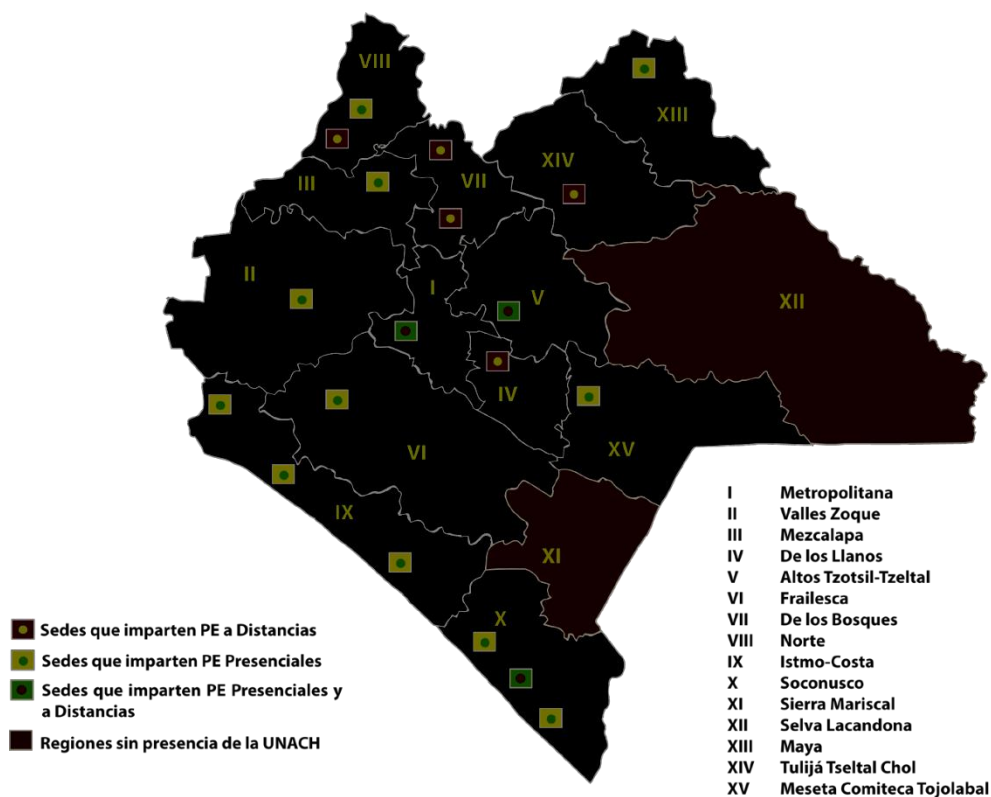 VIII
XIII
XIV
III
VII
II
I
V
XII
IV
VI
XV
IX
XI
X
I Metropolitana
II Valles Zoque
III Mezcalapa
IV De los Llanos
V Altos Tzotsil-Tzeltal
VI Frailesca
VII De los Bosques
VIII Norte
IX Istmo-Costa
X Soconusco
XI Sierra Mariscal
XII Selva Lacandona
XIII Maya
XIV Tulijá Tseltal Chol
XV Meseta Comiteca Tojolabal
Sedes que imparten PE a Distancias
Sedes que imparten PE Presenciales
Sedes que imparten PE Presenciales y
a Distancias
Regiones sin presencia de la UNACH